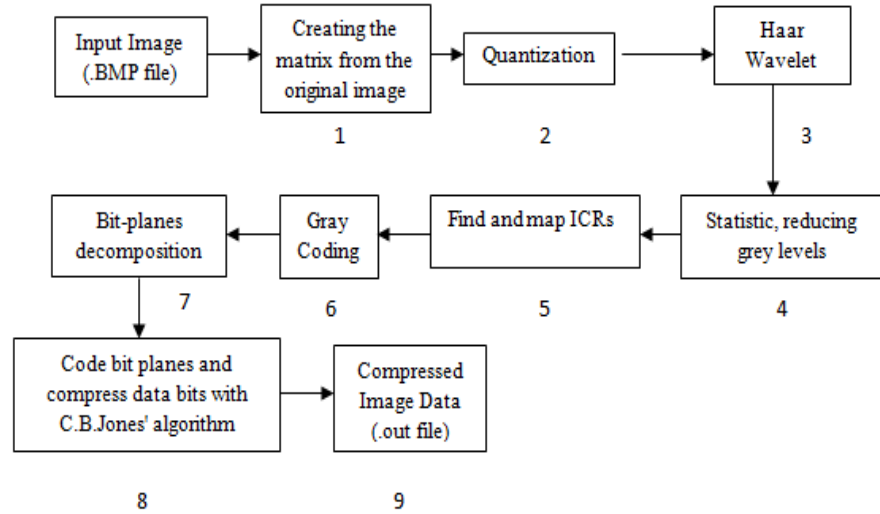 Input Image
(.BMP file)
Creating the
matrix from the
original image
Quantization
Haar
Wavelet
1
2
3
Bit-planes
decomposition
Gray
Coding
Find and map ICRs
Statistic, reducing
grey levels
7
6
5
4
Code bit planes and
compress data bits with
C.B.Jones' algorithm
Compressed
Image Data
(.out file)
8
9